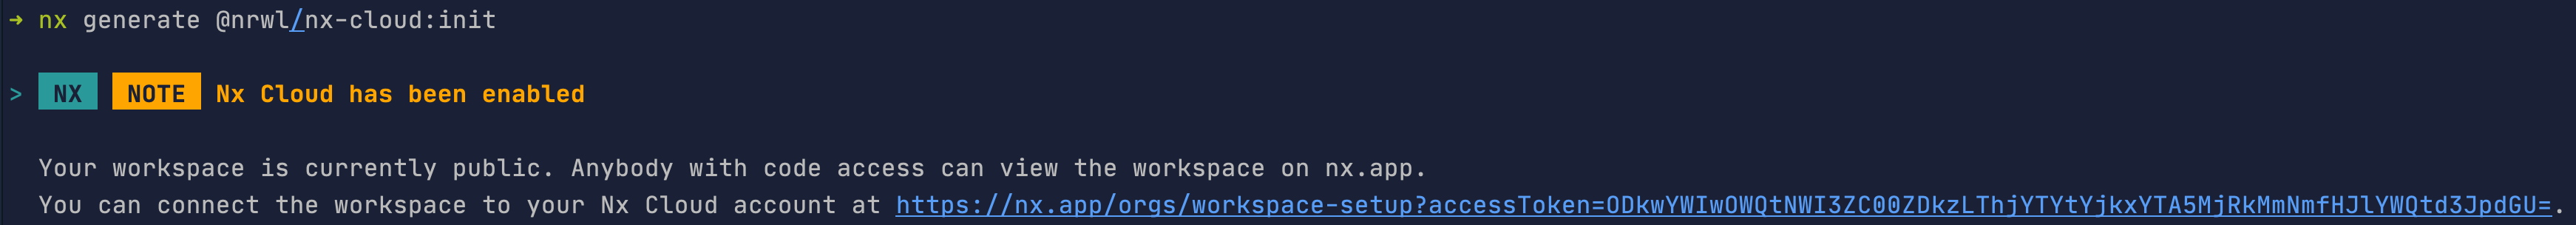 → nx generate @nrwl/nx-cloud:init
> NX NOTE Nx Cloud has been enabled
Your workspace is currently public. Anybody with code access can view the workspace on nx.app.
You can connect the workspace to your Nx Cloud account at https://nx.app/orgs/workspace-setup?accessToken=ODkwYWIwOWQtNWI3ZC00ZDkzLThjYTYtYjkxYTA5MjRkMmNmfHJlYWQtd3JpdGU=.